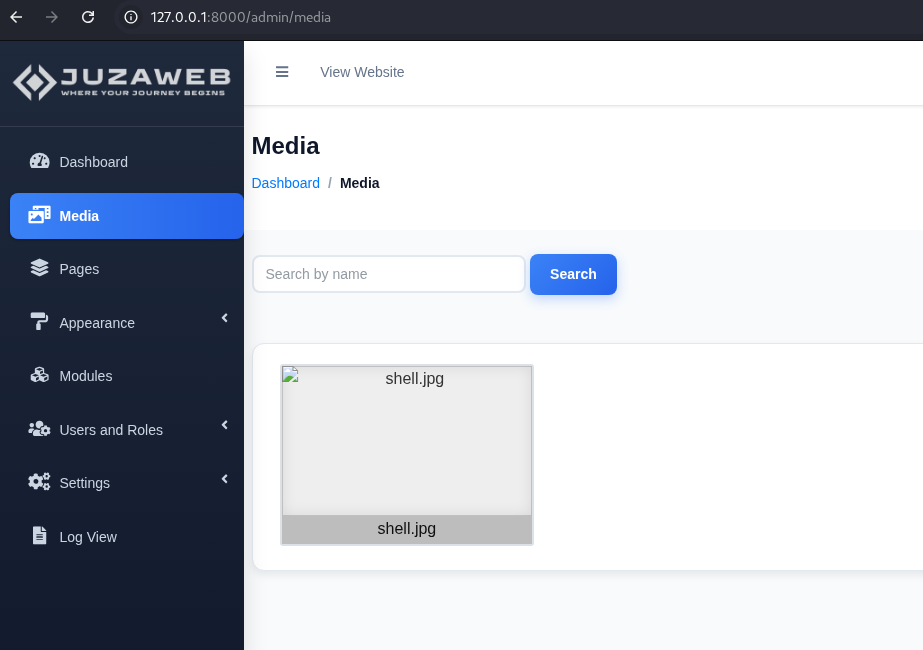 127.0.0.1:8000/admin/media
JUZAWEB
WHERE YOUR JOURNEY BEGINS
View Website
Media
Dashboard / Media
Dashboard
Media
Pages
Appearance
Modules
Users and Roles
Settings
Log View
Search by name
Search
shell.jpg
shell.jpg